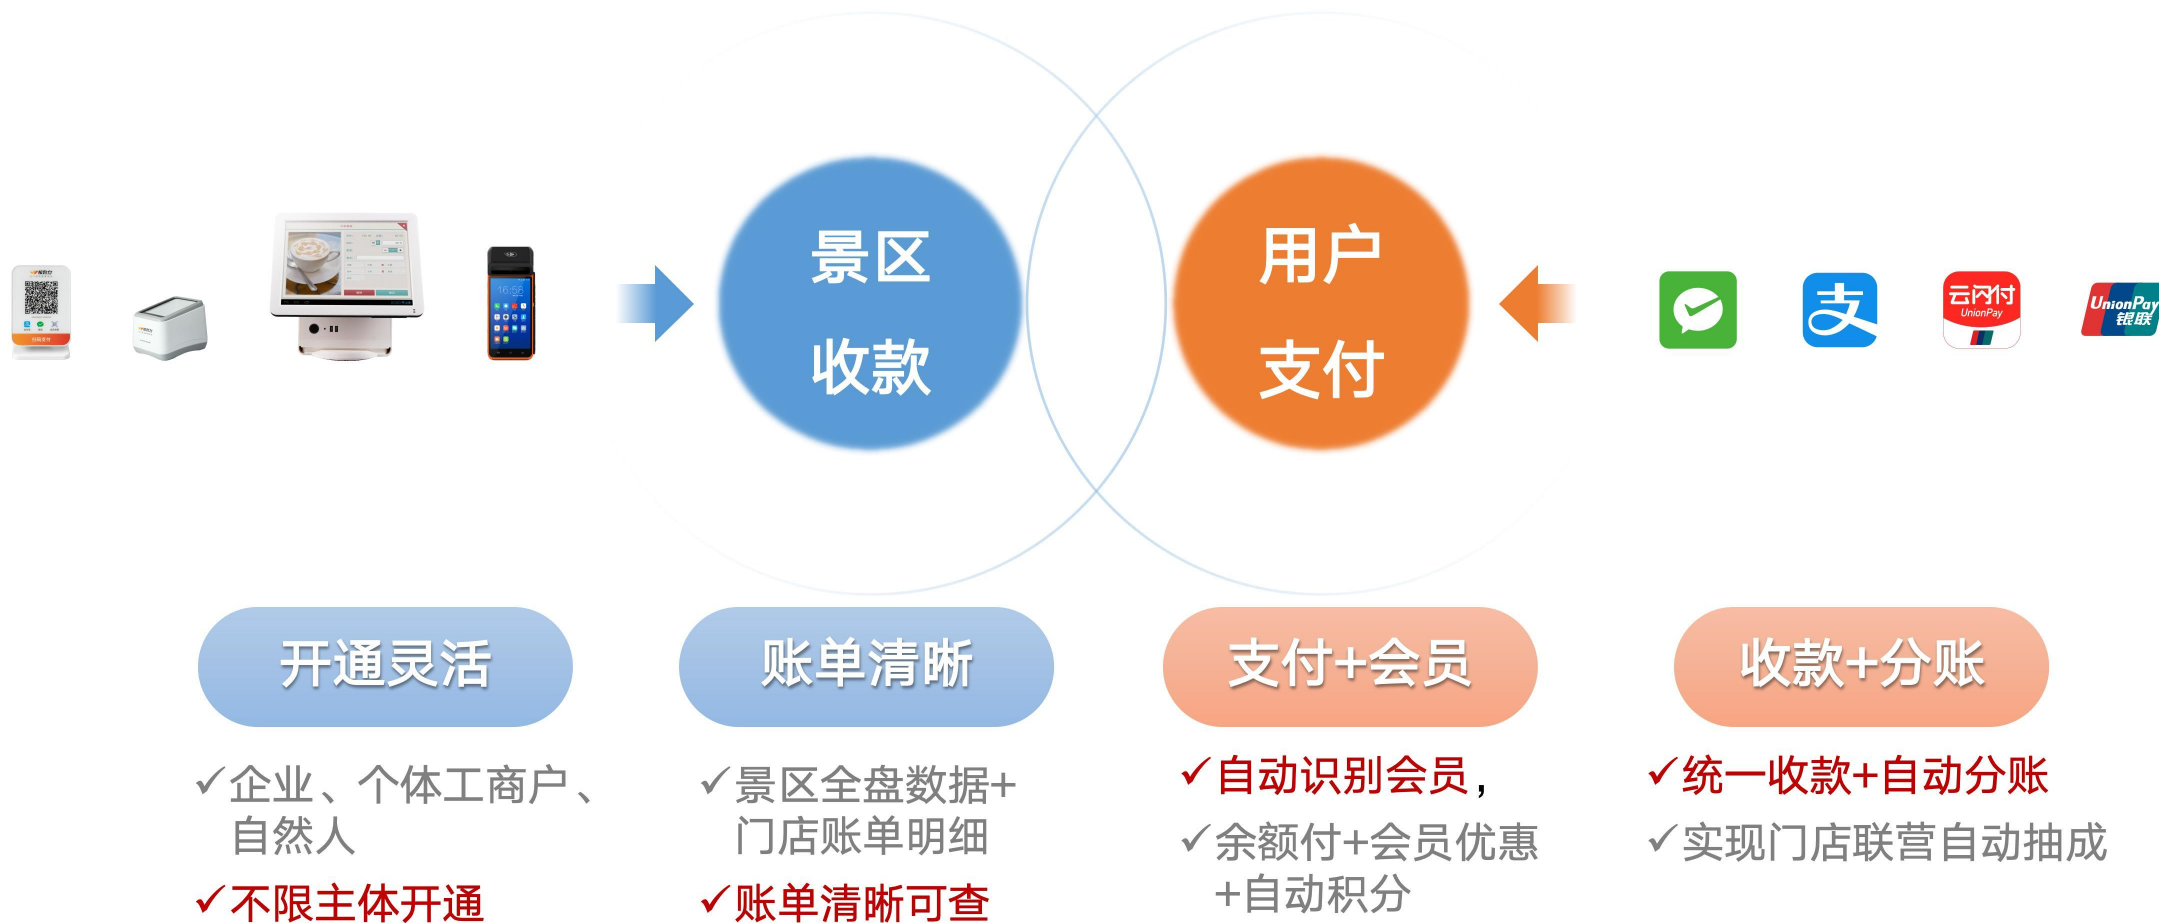 景区
收款
用户
支付
16:56
支
云闪付
UnionPay
UnionPay
银联
开通灵活
账单清晰
支付+会员
收款+分账
✓企业、个体工商户、
自然人
✓不限主体开通
✓景区全盘数据+
门店账单明细
✓账单清晰可查
✓自动识别会员，
✓余额付+会员优惠
+自动积分
✓统一收款+自动分账
✓实现门店联营自动抽成